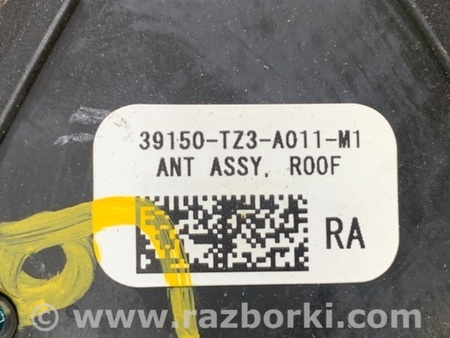 39150-TZ3-A011-M1
ANT ASSY, ROOF
RA
www.razborki.com